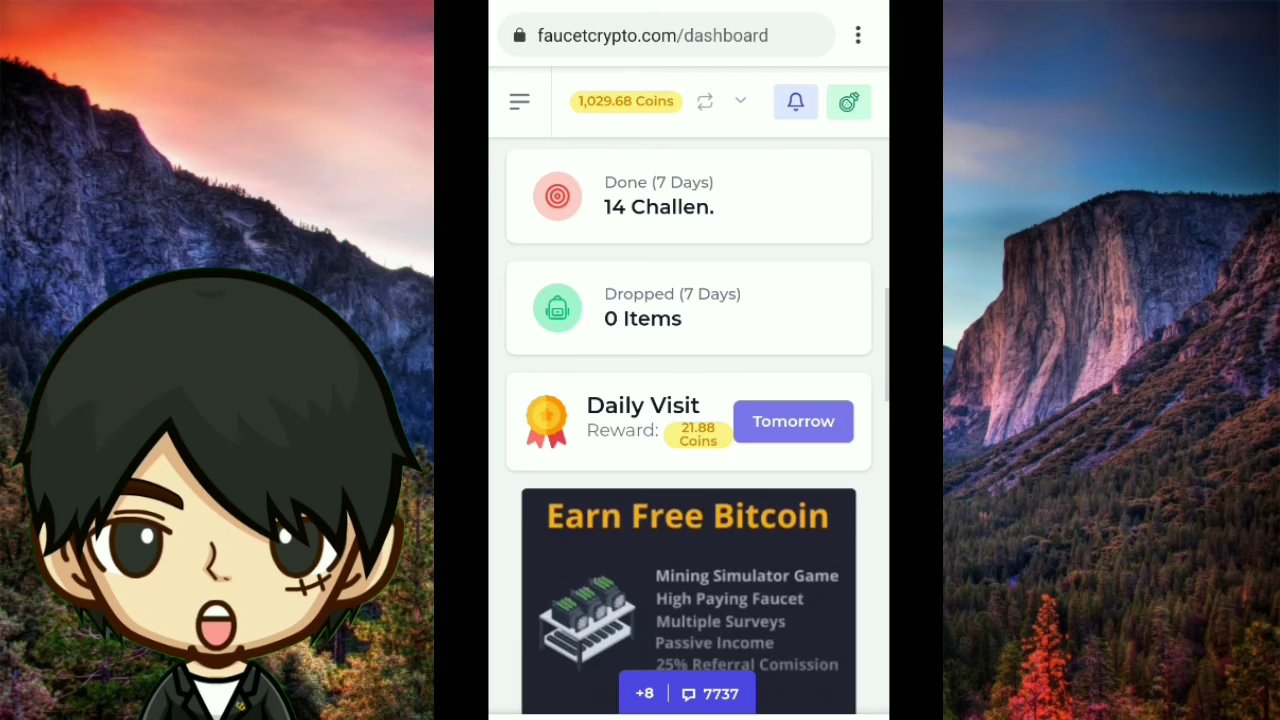 faucetcrypto.com/dashboard
1,029.68 Coins
Done (7 Days)
14 Challen.
Dropped (7 Days)
0 Items
Daily Visit
Reward: 21.88 Coins
Tomorrow
Earn Free Bitcoin
Mining Simulator Game
High Paying Faucet
Multiple Surveys
Passive Income
25% Referral Comission
+8 7737